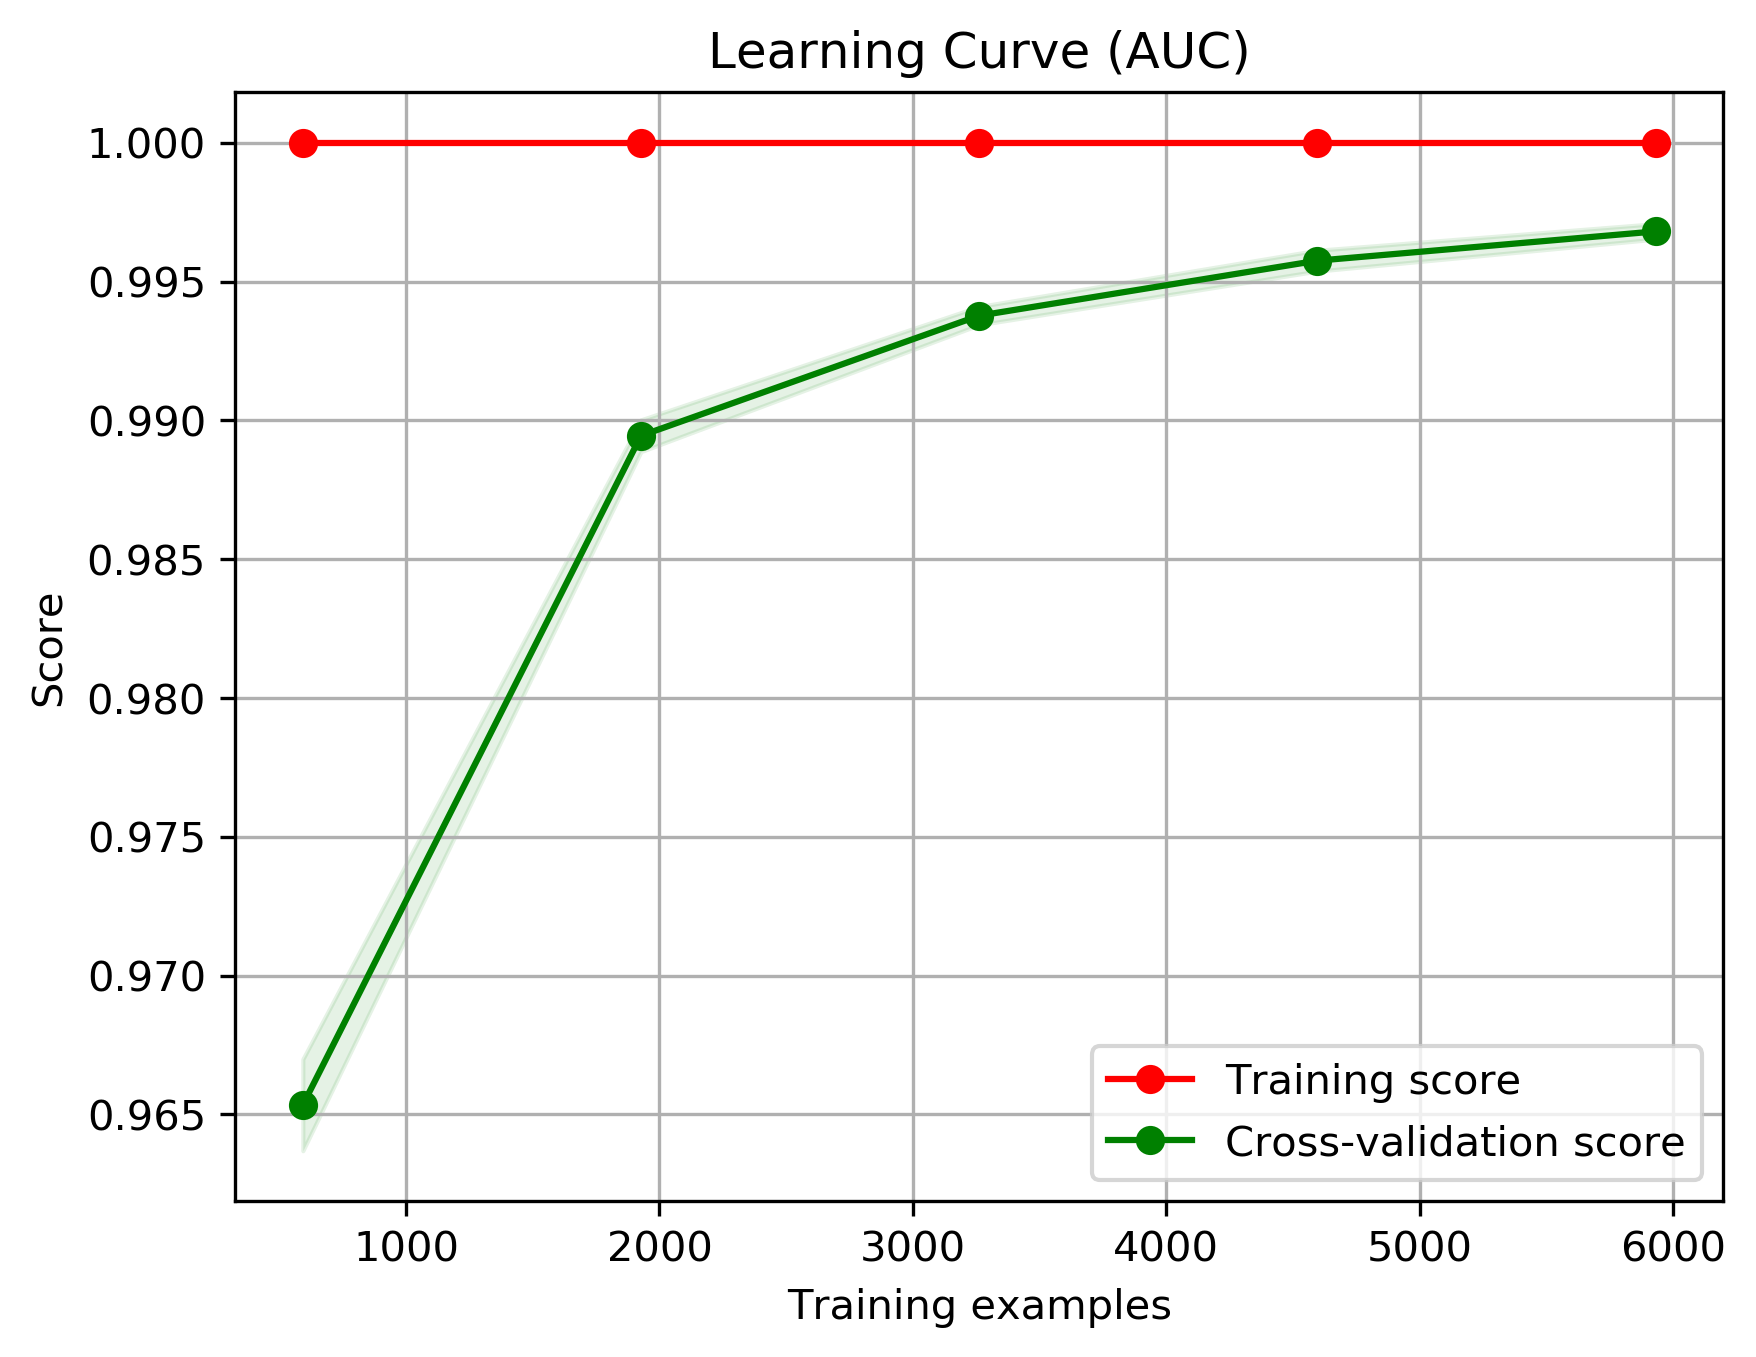 Learning Curve (AUC)
1.000
0.995
0.990
0.985
0.980
0.975
0.970
0.965
Score
Training score
Cross-validation score
1000 2000 3000 4000 5000 6000
Training examples